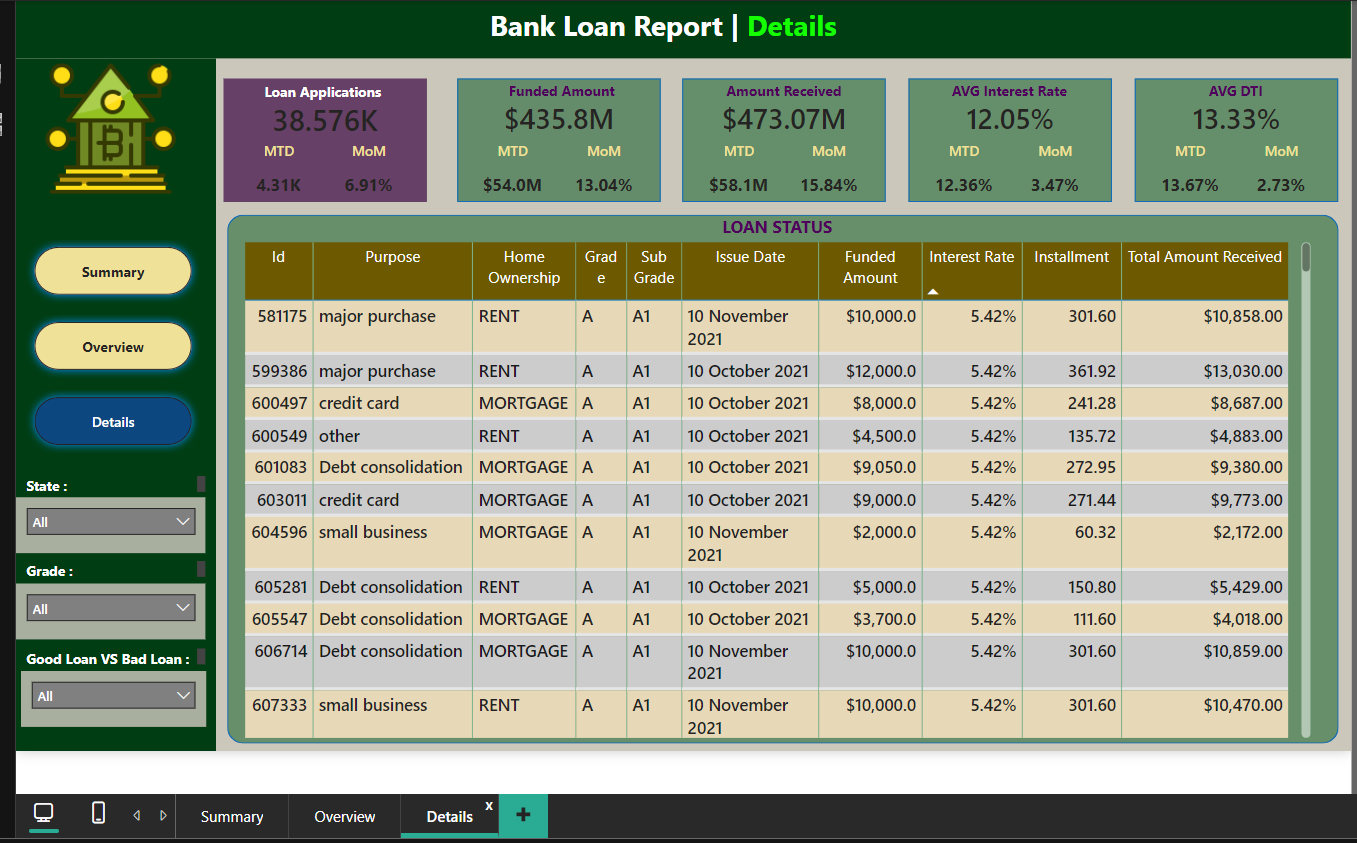 Bank Loan Report | Details
Loan Applications
38.576K
MTD MoM
4.31K 6.91%
Funded Amount
$435.8M
MTD MoM
$54.0M 13.04%
Amount Received
$473.07M
MTD MoM
$58.1M 15.84%
AVG Interest Rate
12.05%
MTD MoM
12.36% 3.47%
AVG DTI
13.33%
MTD MoM
13.67% 2.73%
Summary
Overview
Details
State :
All
Grade :
All
Good Loan VS Bad Loan :
All
LOAN STATUS
Id Purpose Home Grad Sub Issue Date Funded Interest Rate Installment Total Amount Received
Ownership e Grade Amount
581175 major purchase RENT A A1 10 November $10,000.0 5.42% 301.60 $10,858.00
2021
599386 major purchase RENT A A1 10 October 2021 $12,000.0 5.42% 361.92 $13,030.00
600497 credit card MORTGAGE A A1 10 October 2021 $8,000.0 5.42% 241.28 $8,687.00
600549 other RENT A A1 10 October 2021 $4,500.0 5.42% 135.72 $4,883.00
601083 Debt consolidation MORTGAGE A A1 10 October 2021 $9,050.0 5.42% 272.95 $9,380.00
603011 credit card MORTGAGE A A1 10 October 2021 $9,000.0 5.42% 271.44 $9,773.00
604596 small business MORTGAGE A A1 10 November $2,000.0 5.42% 60.32 $2,172.00
2021
605281 Debt consolidation RENT A A1 10 October 2021 $5,000.0 5.42% 150.80 $5,429.00
605547 Debt consolidation MORTGAGE A A1 10 October 2021 $3,700.0 5.42% 111.60 $4,018.00
606714 Debt consolidation MORTGAGE A A1 10 November $10,000.0 5.42% 301.60 $10,859.00
2021
607333 small business RENT A A1 10 November $10,000.0 5.42% 301.60 $10,470.00
2021
Summary Overview Details x +